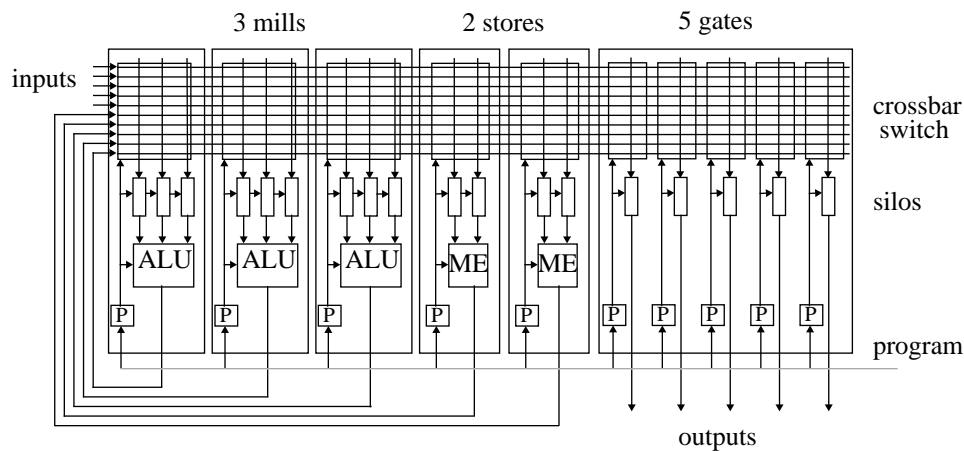 3 mills 2 stores 5 gates
inputs
crossbar
switch
silos
ALU ALU ALU ME ME
P P P P P P P P P P
program
outputs